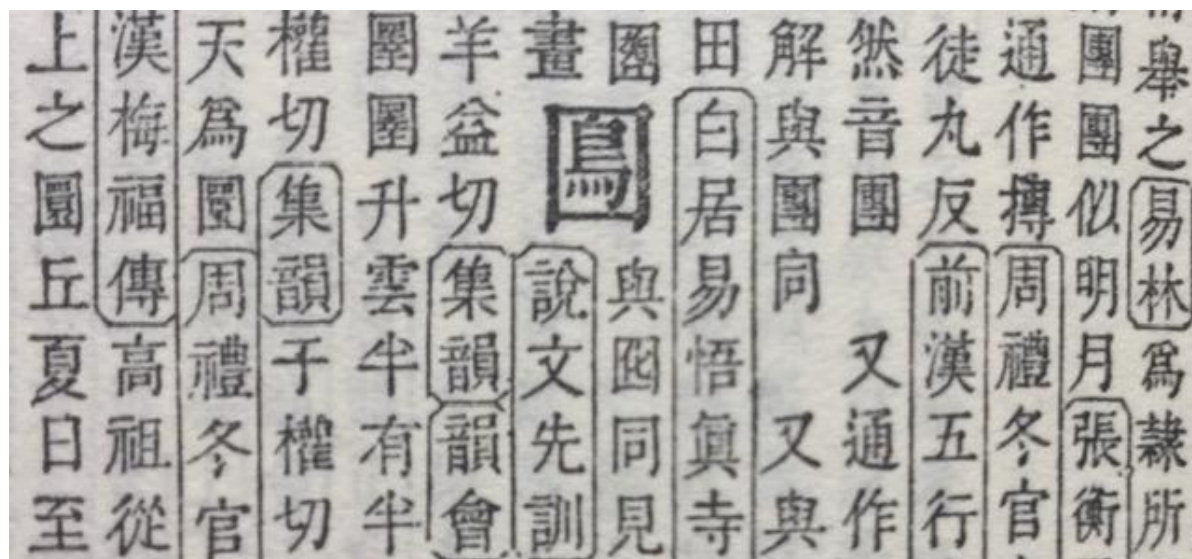 舉之易林爲隸所
團團似明月張衡
通作摶周禮冬官
徒丸反前漢五行
然音團又通作
解與團同又與
田白居易悟眞寺
圝與囮同見
畫圔說文先訓
羊益切集韻韻會
圛圛升雲半有半
權切集韻于權切
天爲圜周禮冬官
漢梅福傳高祖從
上之圜丘夏日至